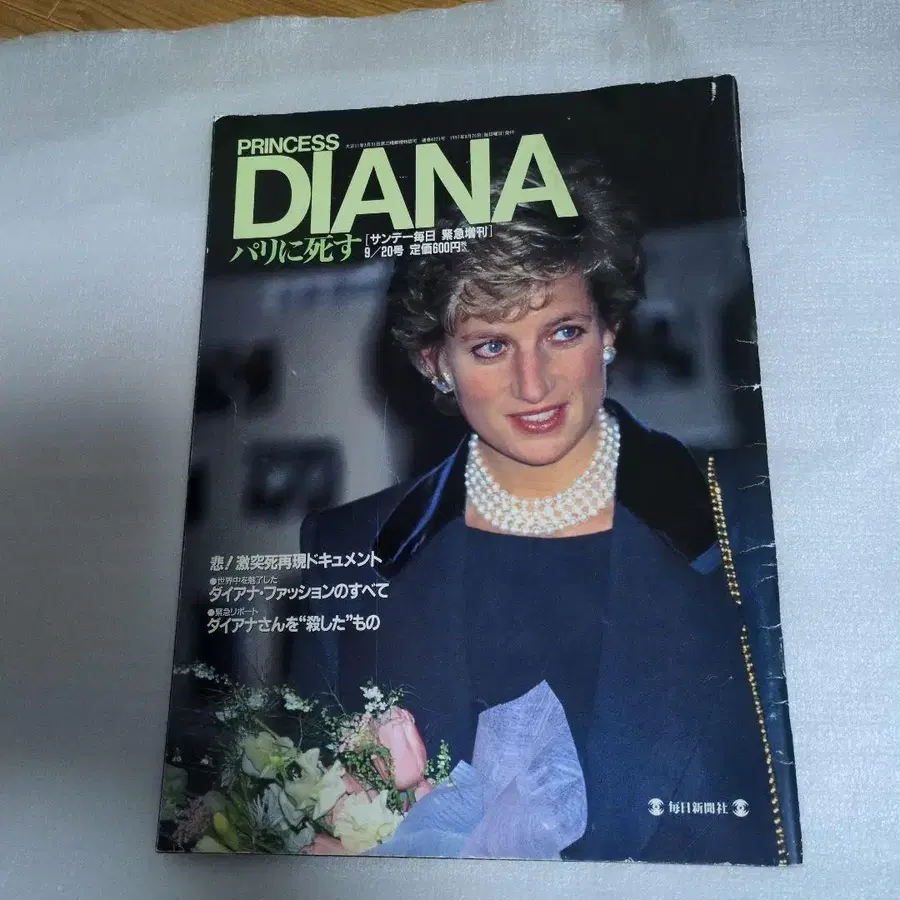 PRINCESS
DIANA
パリに死す
[サンデー毎日 緊急増刊]
9/20号 定価600円
悲!激突死再現ドキュメント
●世界中を魅了した
ダイアナ・ファッションのすべて
●緊急リポート
ダイアナさんを“殺した”もの
毎日新聞社